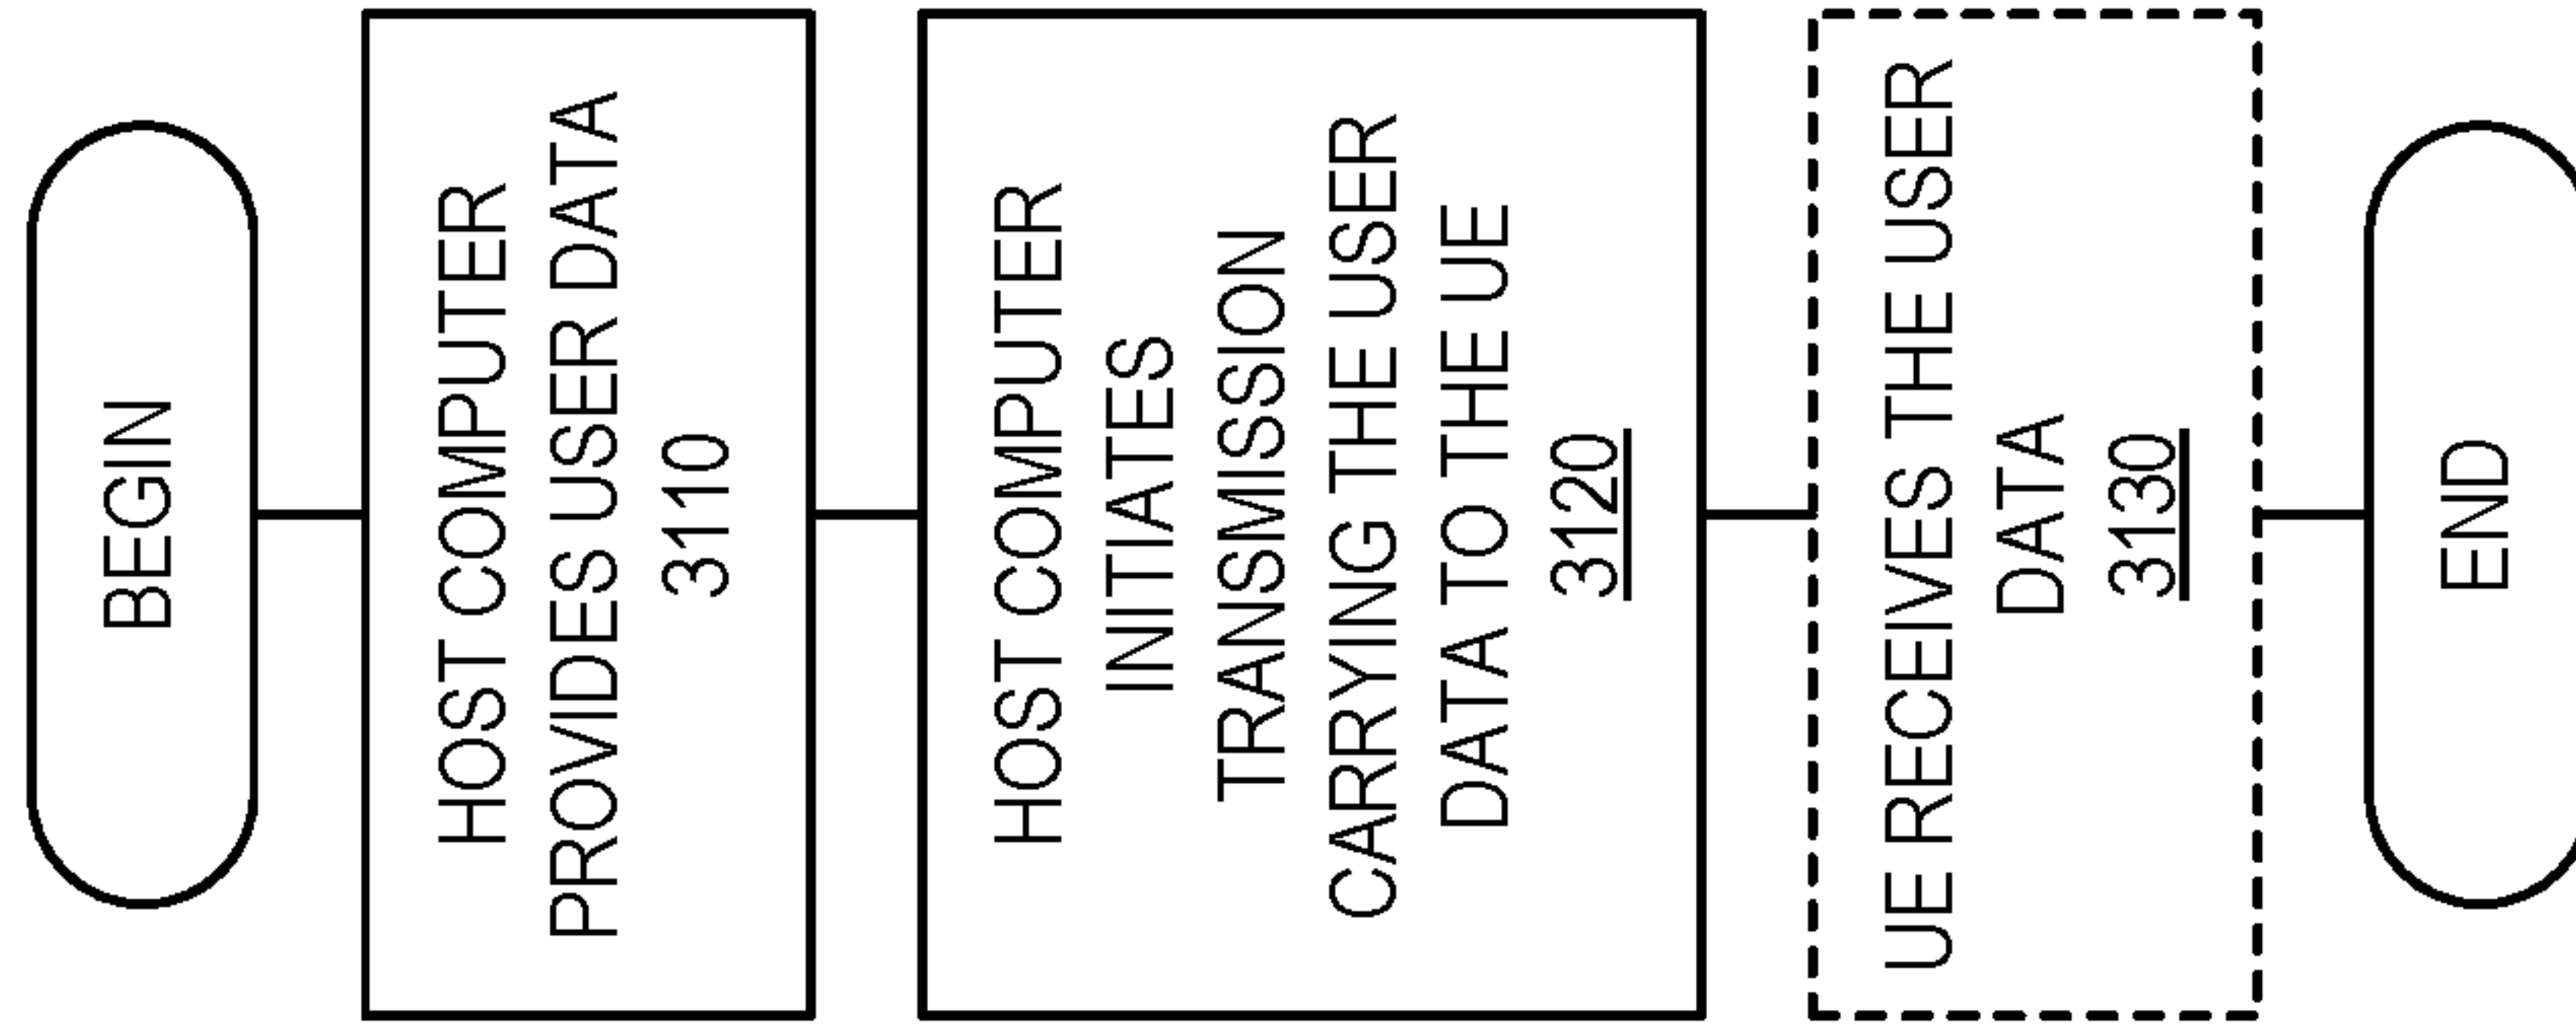 BEGIN
HOST COMPUTER
PROVIDES USER DATA
3110
HOST COMPUTER
INITIATES
TRANSMISSION
CARRYING THE USER
DATA TO THE UE
3120
UE RECEIVES THE USER
DATA
3130
END